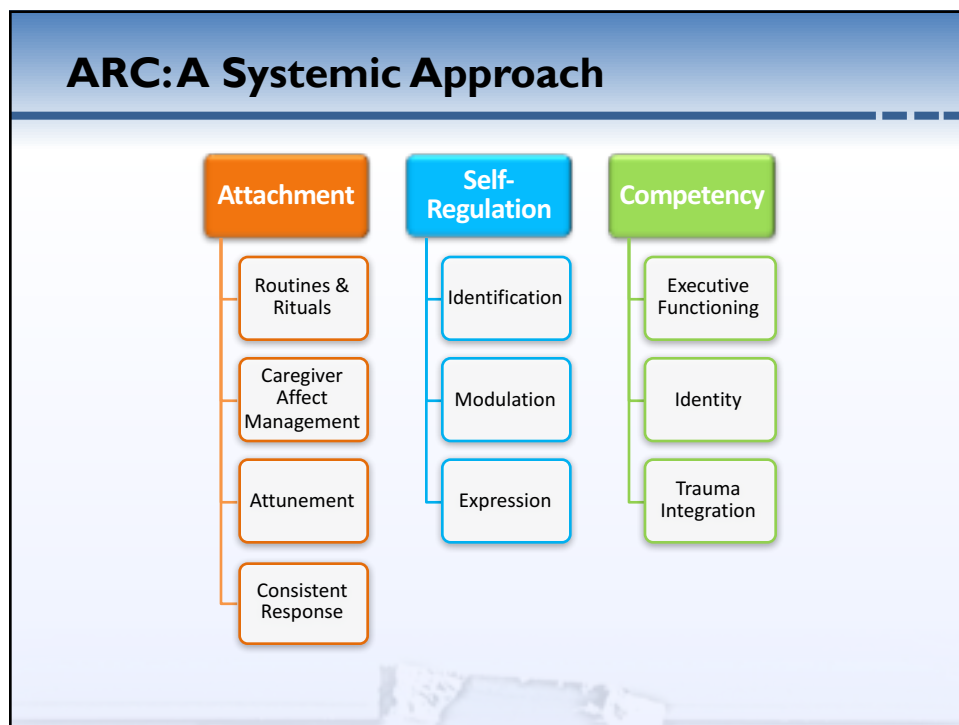 ARC: A Systemic Approach
Attachment
Routines &
Rituals
Caregiver
Affect
Management
Attunement
Consistent
Response
Self-
Regulation
Identification
Modulation
Expression
Competency
Executive
Functioning
Identity
Trauma
Integration